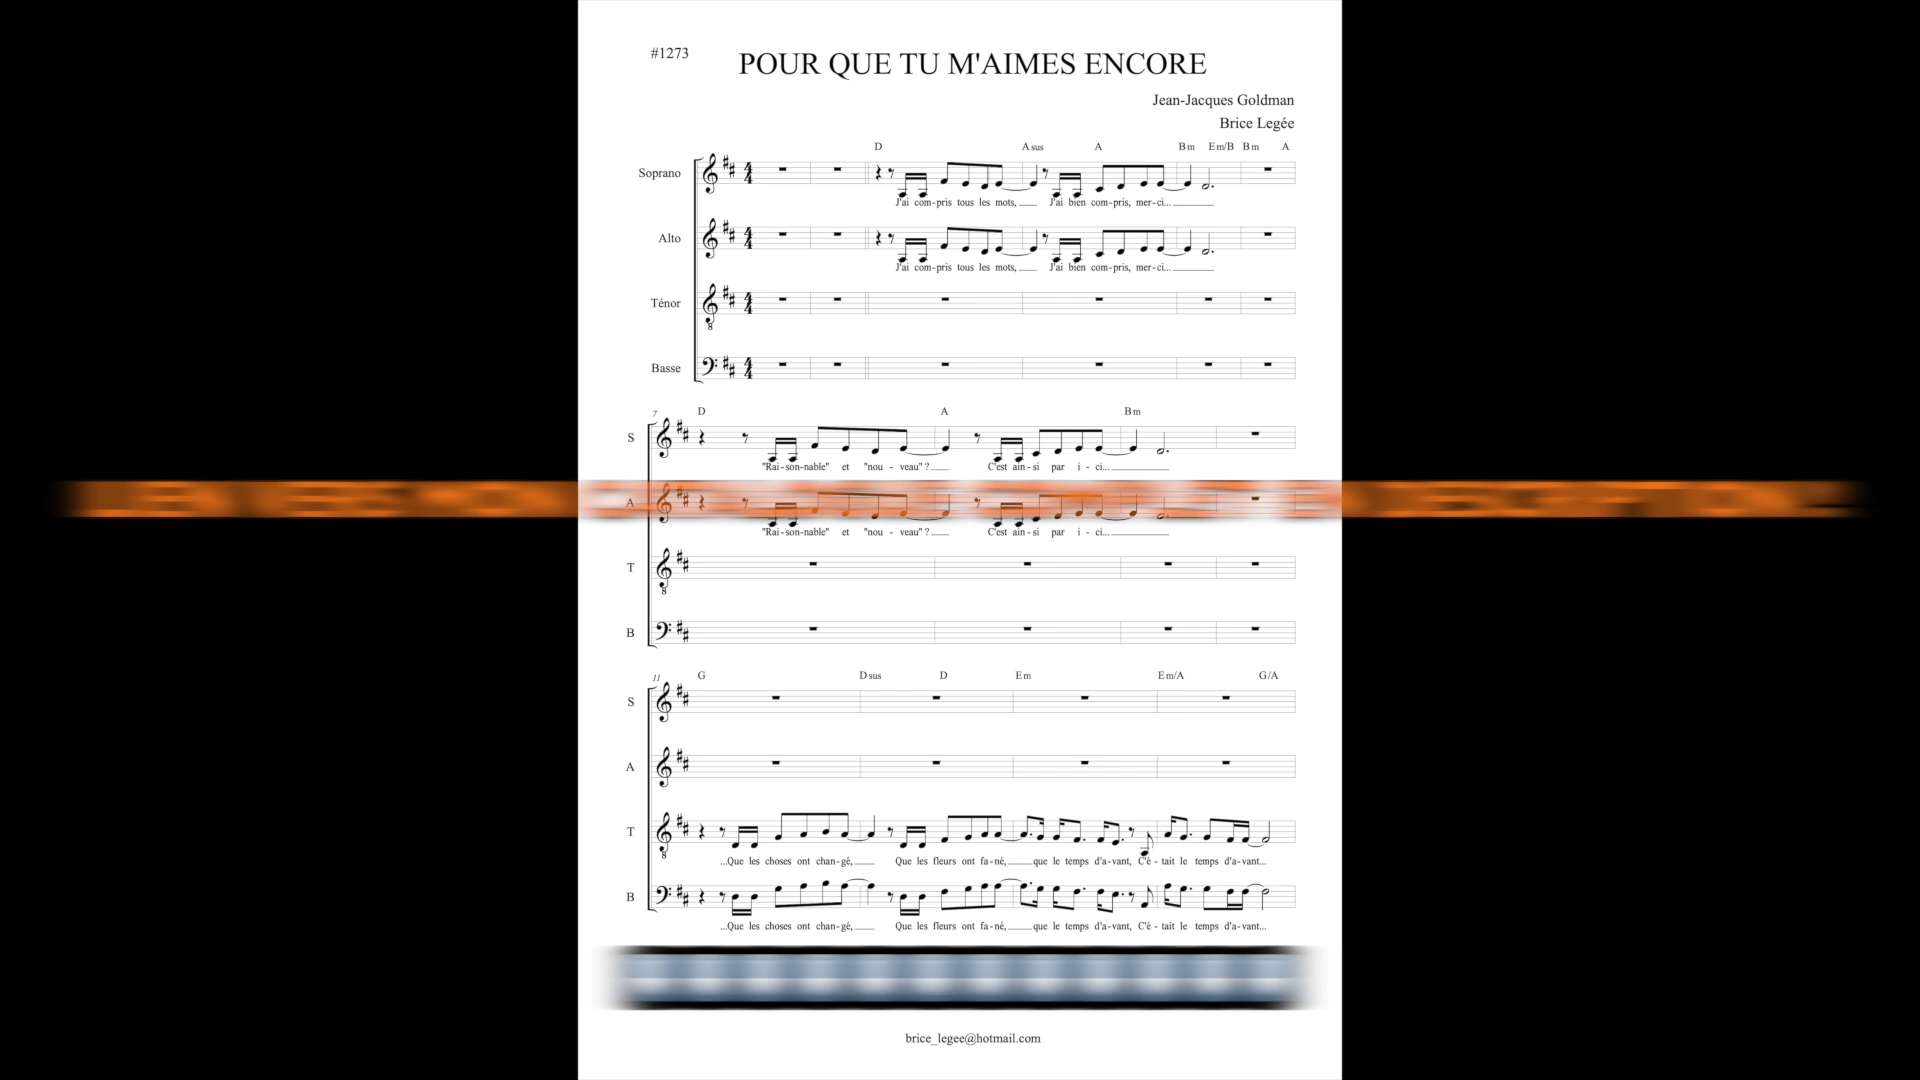 #1273
POUR QUE TU M'AIMES ENCORE
Jean-Jacques Goldman
Brice Legée
D Asus A Bm Em/B Bm A
Soprano
J'ai com-pris tous les mots, J'ai bien com-pris, mer-ci...
Alto
J'ai com-pris tous les mots, J'ai bien com-pris, mer-ci...
Ténor
8
Basse
7 D A Bm
S
"Rai-son-nable" et "nou - veau" ? C'est ain-si par i - ci...
A
"Rai-son-nable" et "nou - veau" ? C'est ain-si par i - ci...
T
8
B
11 G Dsus D Em Em/A G/A
S
A
T
8
...Que les choses ont chan-gé, Que les fleurs ont fa-né, que le temps d'a-vant, C'é - tait le temps d'a-vant...
B
...Que les choses ont chan-gé, Que les fleurs ont fa-né, que le temps d'a-vant, C'é - tait le temps d'a-vant...
brice_legee@hotmail.com